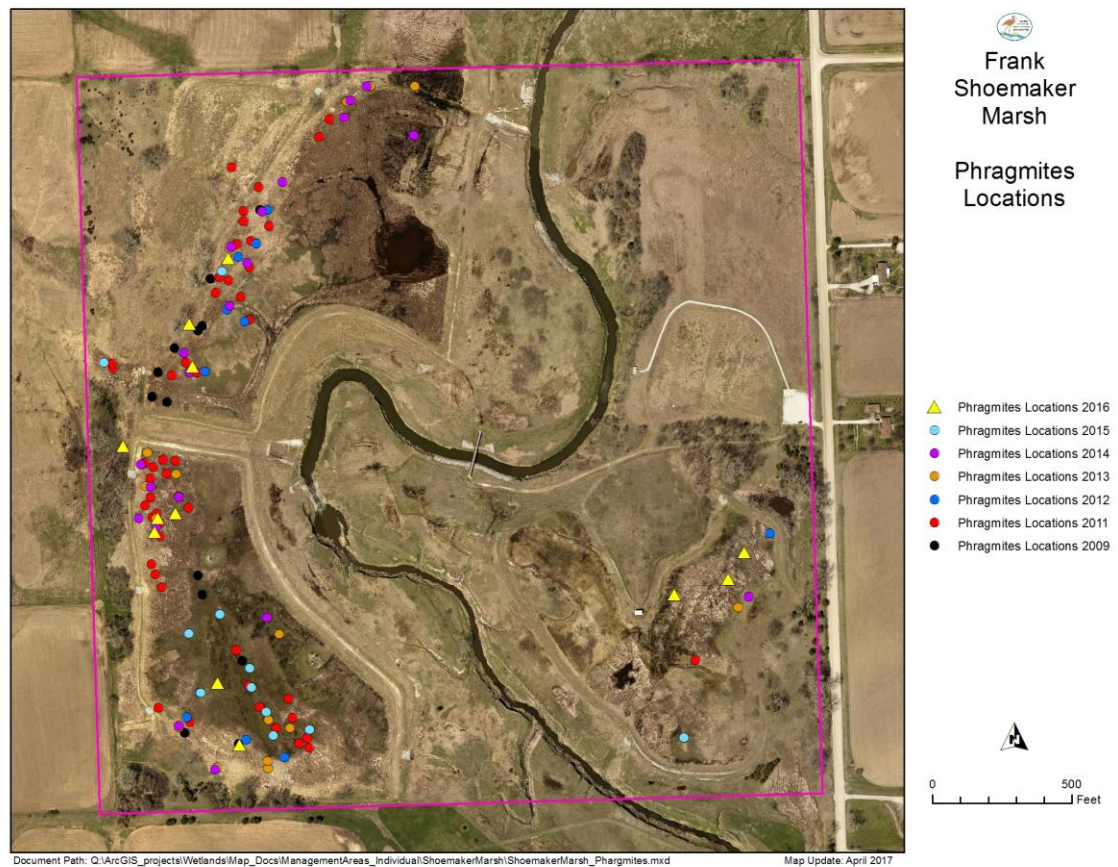 Frank
Shoemaker
Marsh
Phragmites
Locations
Phragmites Locations 2016
Phragmites Locations 2015
Phragmites Locations 2014
Phragmites Locations 2013
Phragmites Locations 2012
Phragmites Locations 2011
Phragmites Locations 2009
N
0 500
Feet
Document Path: Q:\ArcGIS_projects\Wetlands\Map_Docs\ManagementAreas_Individual\ShoemakerMarsh\ShoemakerMarsh_Phargmites.mxd Map Update: April 2017